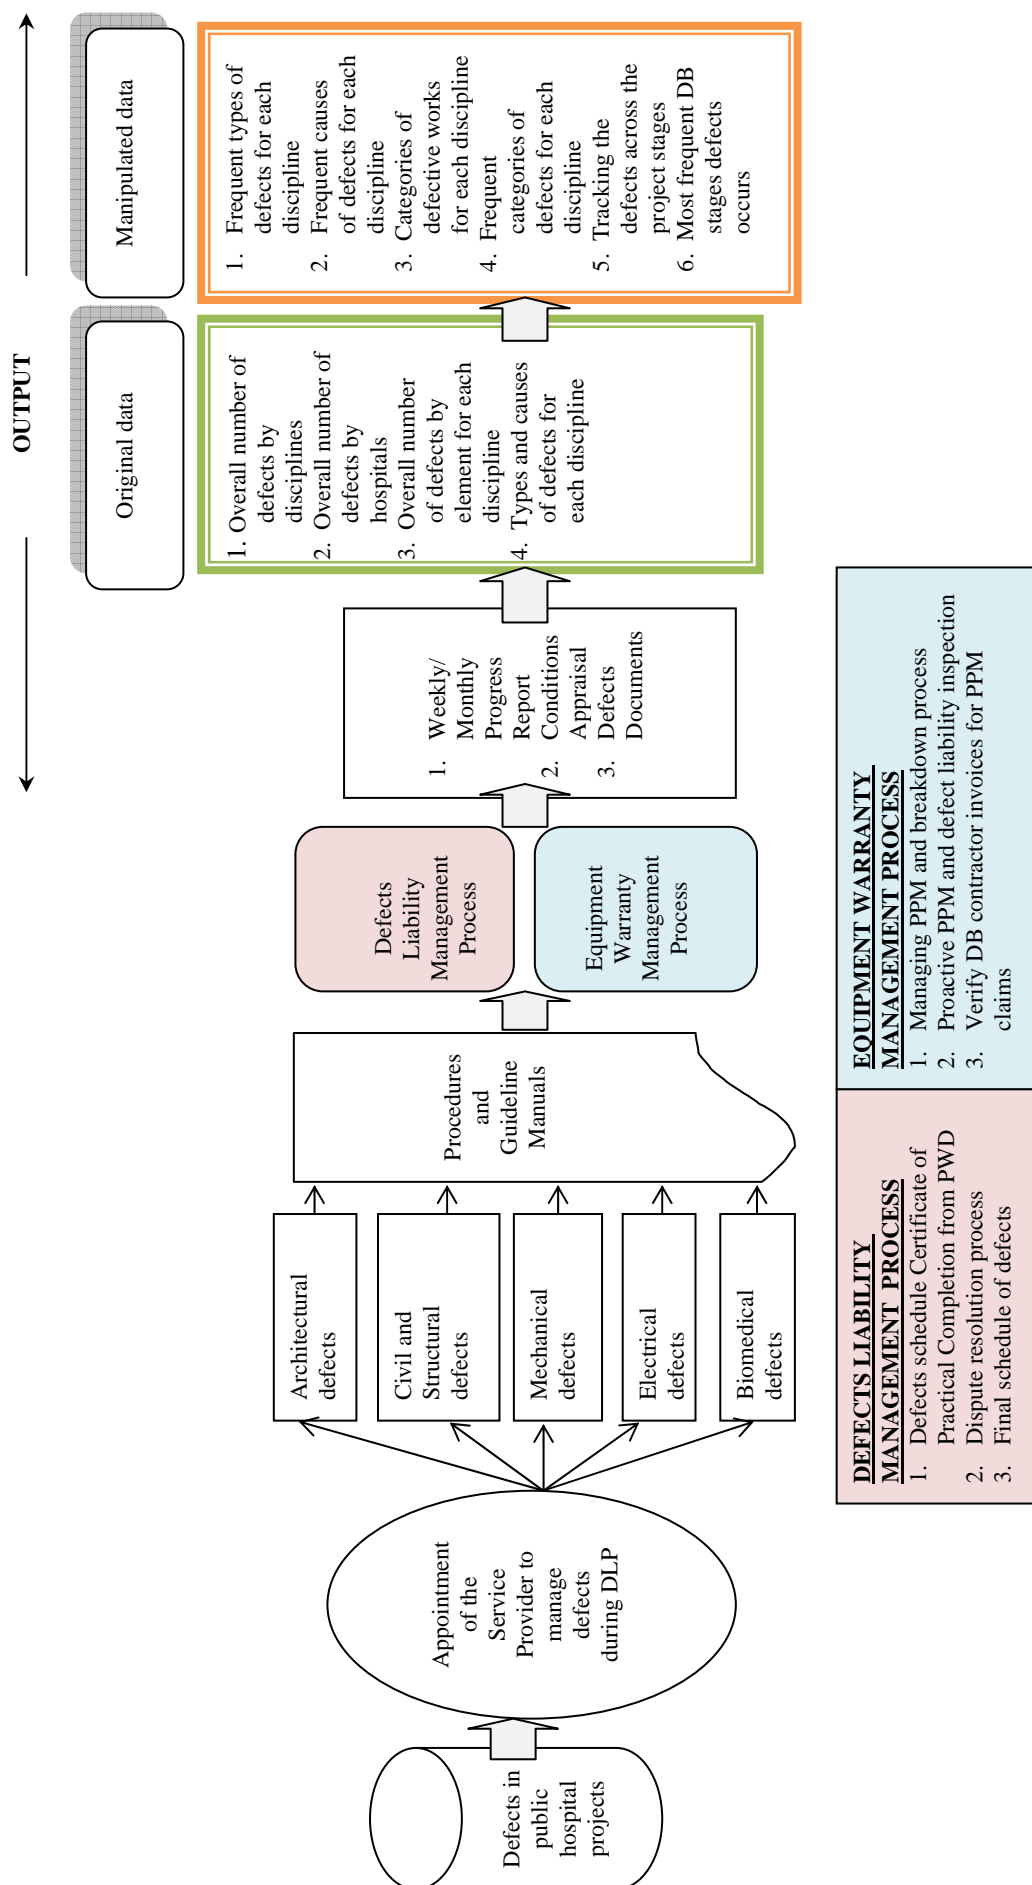 OUTPUT
Original data
Manipulated data
Defects in
public
hospital
projects
Appointment
of the
Service
Provider to
manage
defects
during DLP
Architectural
defects
Civil and
Structural
defects
Mechanical
defects
Electrical
defects
Biomedical
defects
Procedures
and
Guideline
Manuals
Defects
Liability
Management
Process
Equipment
Warranty
Management
Process
1. Weekly/
Monthly
Progress
Report
2. Conditions
Appraisal
3. Defects
Documents
1. Overall number of
defects by
disciplines
2. Overall number of
defects by
hospitals
3. Overall number
of defects by
element for each
discipline
4. Types and causes
of defects for
each discipline
1. Frequent types of
defects for each
discipline
2. Frequent causes
of defects for each
discipline
3. Categories of
defective works
for each discipline
4. Frequent
categories of
defects for each
discipline
5. Tracking the
defects across the
project stages
6. Most frequent DB
stages defects
occurs
DEFECTS LIABILITY
MANAGEMENT PROCESS
1. Defects schedule Certificate of
Practical Completion from PWD
2. Dispute resolution process
3. Final schedule of defects
EQUIPMENT WARRANTY
MANAGEMENT PROCESS
1. Managing PPM and breakdown process
2. Proactive PPM and defect liability inspection
3. Verify DB contractor invoices for PPM
claims